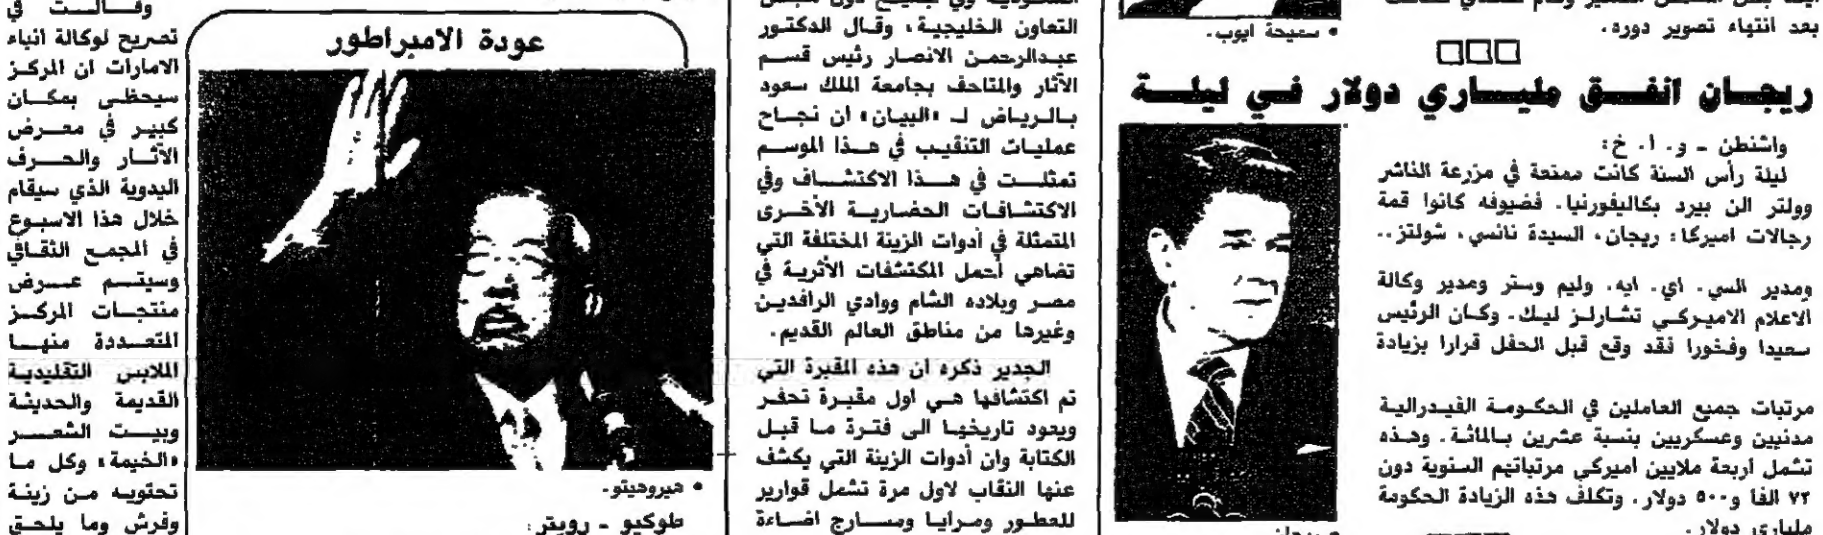 بعد انتهاء تصوير دوره.
• سميحة ايوب.
ريجان انفق ملياري دولار في ليلة
واشنطن - و. ا. خ:
ليلة رأس السنة كانت ممتعة في مزرعة الناشر
وولتر الن بيرد بكاليفورنيا. فضيوفه كانوا قمة
رجالات اميركا: ريجان، السيدة نانسي، شولتز..
ومدير السي. اي. ايه. وليم وستر ومدير وكالة
الاعلام الاميركي تشارلز ليك. وكان الرئيس
سعيدا وفخورا فقد وقع قبل الحفل قرارا بزيادة
مرتبات جميع العاملين في الحكومة الفيدرالية
مدنيين وعسكريين بنسبة عشرين بالمائة. وهذه
تشمل اربعة ملايين اميركي مرتباتهم السنوية دون
٧٢ الفا و٥٠٠ دولار. وتكلف هذه الزيادة الحكومة
ملياري دولار.
التعاون الخليجية، وقال الدكتور
عبدالرحمن الانصار رئيس قسم
الآثار والمتاحف بجامعة الملك سعود
بالرياض لـ «البيان» ان نجاح
عمليات التنقيب في هذا الموسم
تمثلت في هذا الاكتشاف وفي
الاكتشافات الحضارية الأخرى
المتمثلة في أدوات الزينة المختلفة التي
تضاهي أجمل المكتشفات الأثرية في
مصر وبلاده الشام ووادي الرافدين
وغيرها من مناطق العالم القديم.
الجدير ذكره ان هذه المقبرة التي
تم اكتشافها هي اول مقبرة تحفر
ويعود تاريخها الى فترة ما قبل
الكتابة وان أدوات الزينة التي يكشف
عنها النقاب لاول مرة تشمل قوارير
للعطور ومرايا ومسارج اضاءة
عودة الامبراطور
• هيروهيتو.
طوكيو - رويتر:
وقالت في
تصريح لوكالة انباء
الامارات ان المركز
سيحظى بمكان
كبير في معرض
الآثار والحرف
اليدوية الذي سيقام
خلال هذا الاسبوع
في المجمع الثقافي
وسيتم عرض
منتجات المركز
المتعددة منها
الملابس التقليدية
القديمة والحديثة
وبيت الشعر
«الخيمة» وكل ما
تحتويه من زينة
وفرش وما يلحق